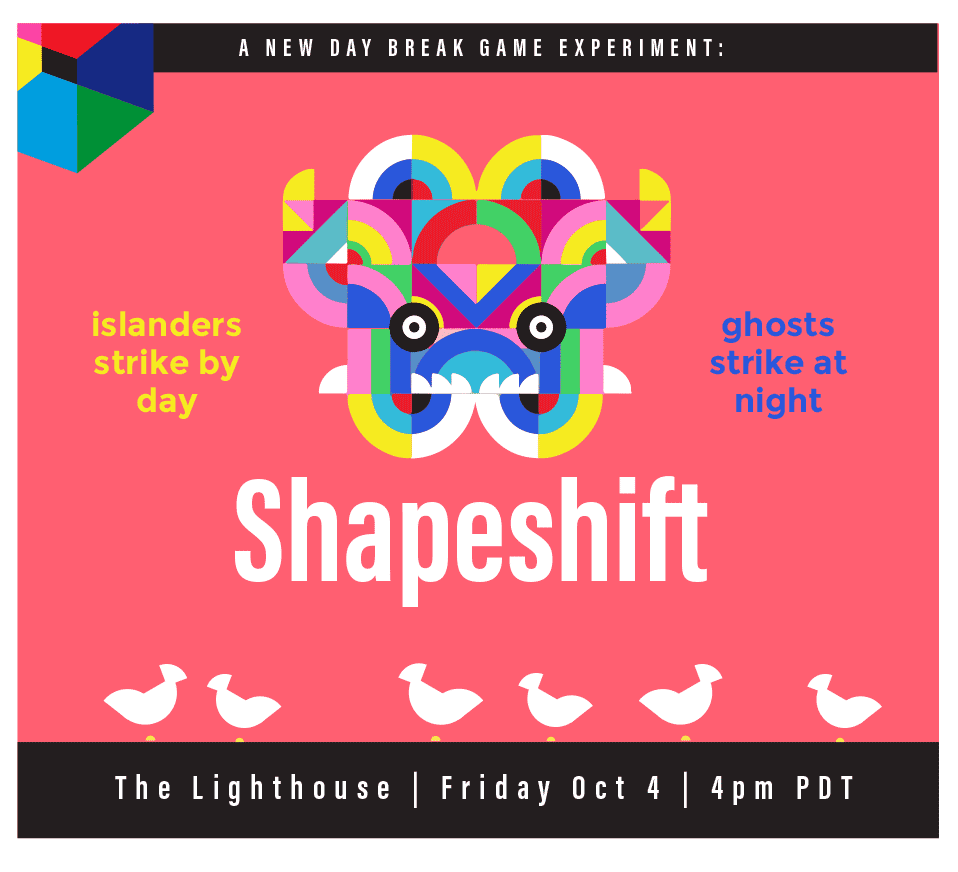 A NEW DAY BREAK GAME EXPERIMENT:
islanders
strike by
day
ghosts
strike at
night
Shapeshift
The Lighthouse | Friday Oct 4 | 4pm PDT